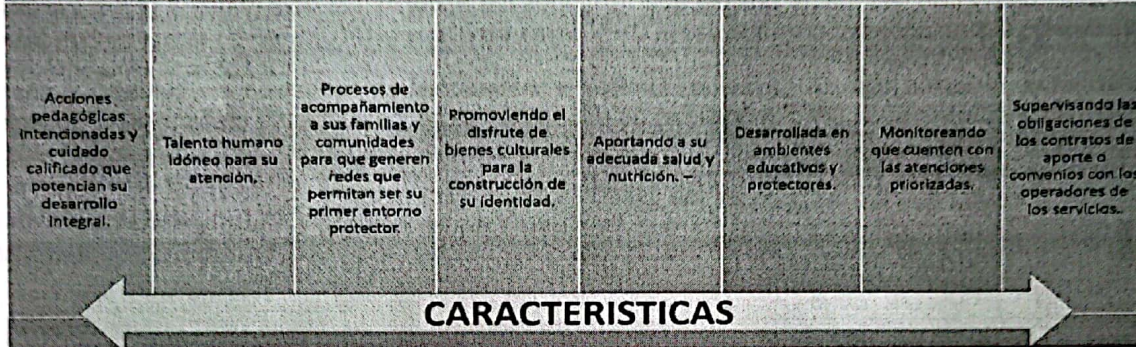 Acciones
pedagógicas
intencionadas y
cuidado
calificado que
potencian su
desarrollo
integral.
Talento humano
idóneo para su
atención.
Procesos de
acompañamiento
a sus familias y
comunidades
para que generen
redes que
permitan ser su
primer entorno
protector.
Promoviendo el
disfrute de
bienes culturales
para la
construcción de
su identidad.
Aportando a su
adecuada salud y
nutrición. –
Desarrollada en
ambientes
educativos y
protectores.
Monitoreando
que cuenten con
las atenciones
priorizadas.
Supervisando las
obligaciones de
los contratos de
aporte o
convenios con los
operadores de
los servicios..
CARACTERISTICAS